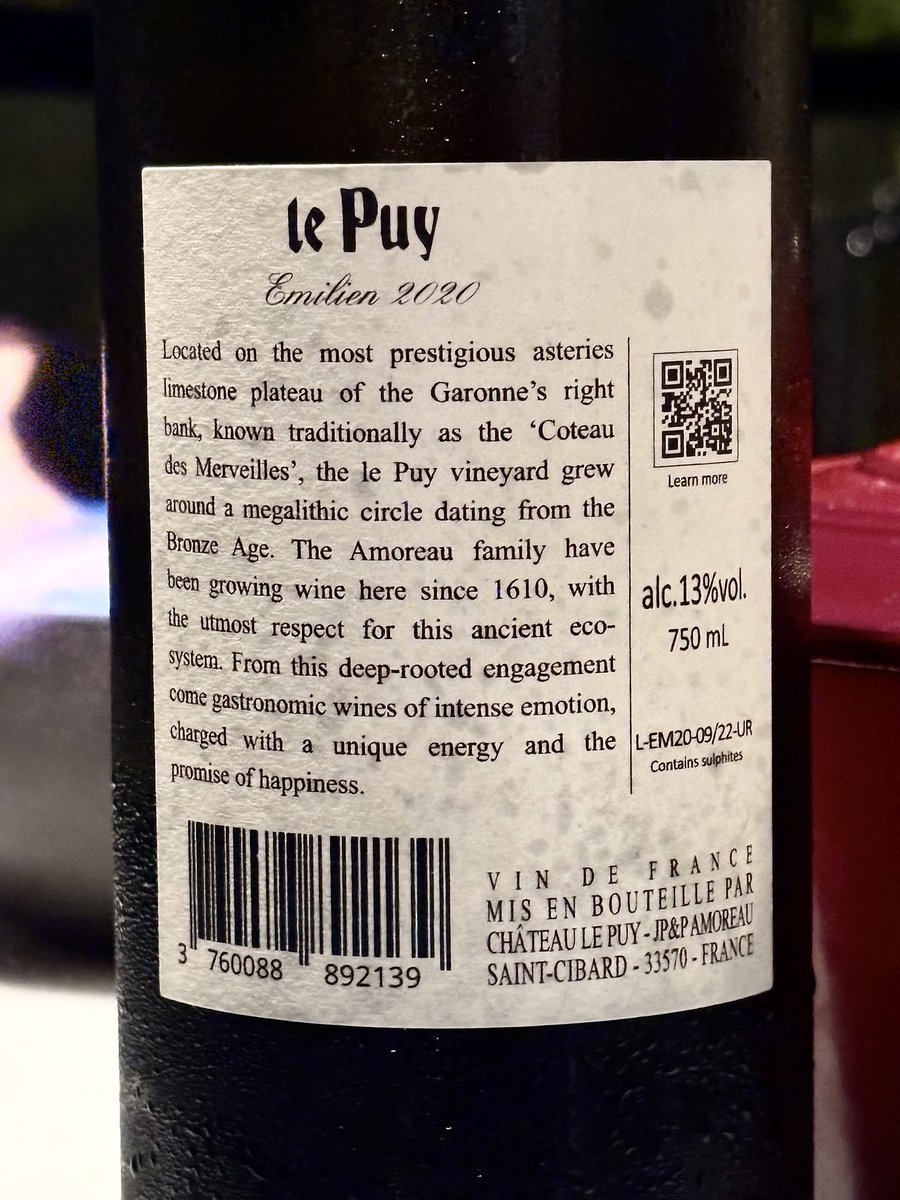 le Puy
Emilien 2020
Located on the most prestigious asteries
limestone plateau of the Garonne's right
bank, known traditionally as the 'Coteau
des Merveilles', the le Puy vineyard grew
around a megalithic circle dating from the
Bronze Age. The Amoreau family have
been growing wine here since 1610, with
the utmost respect for this ancient eco-
system. From this deep-rooted engagement
come gastronomic wines of intense emotion,
charged with a unique energy and the
promise of happiness.
Learn more
alc.13%vol.
750 mL
L-EM20-09/22-UR
Contains sulphites
3 760088 892139
VIN DE FRANCE
MIS EN BOUTEILLE PAR
CHÂTEAU LE PUY - JP&P AMOREAU
SAINT-CIBARD - 33570 - FRANCE